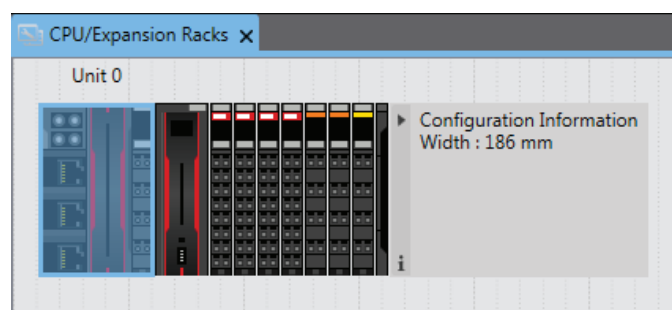 CPU/Expansion Racks
Unit 0
Configuration Information
Width : 186 mm